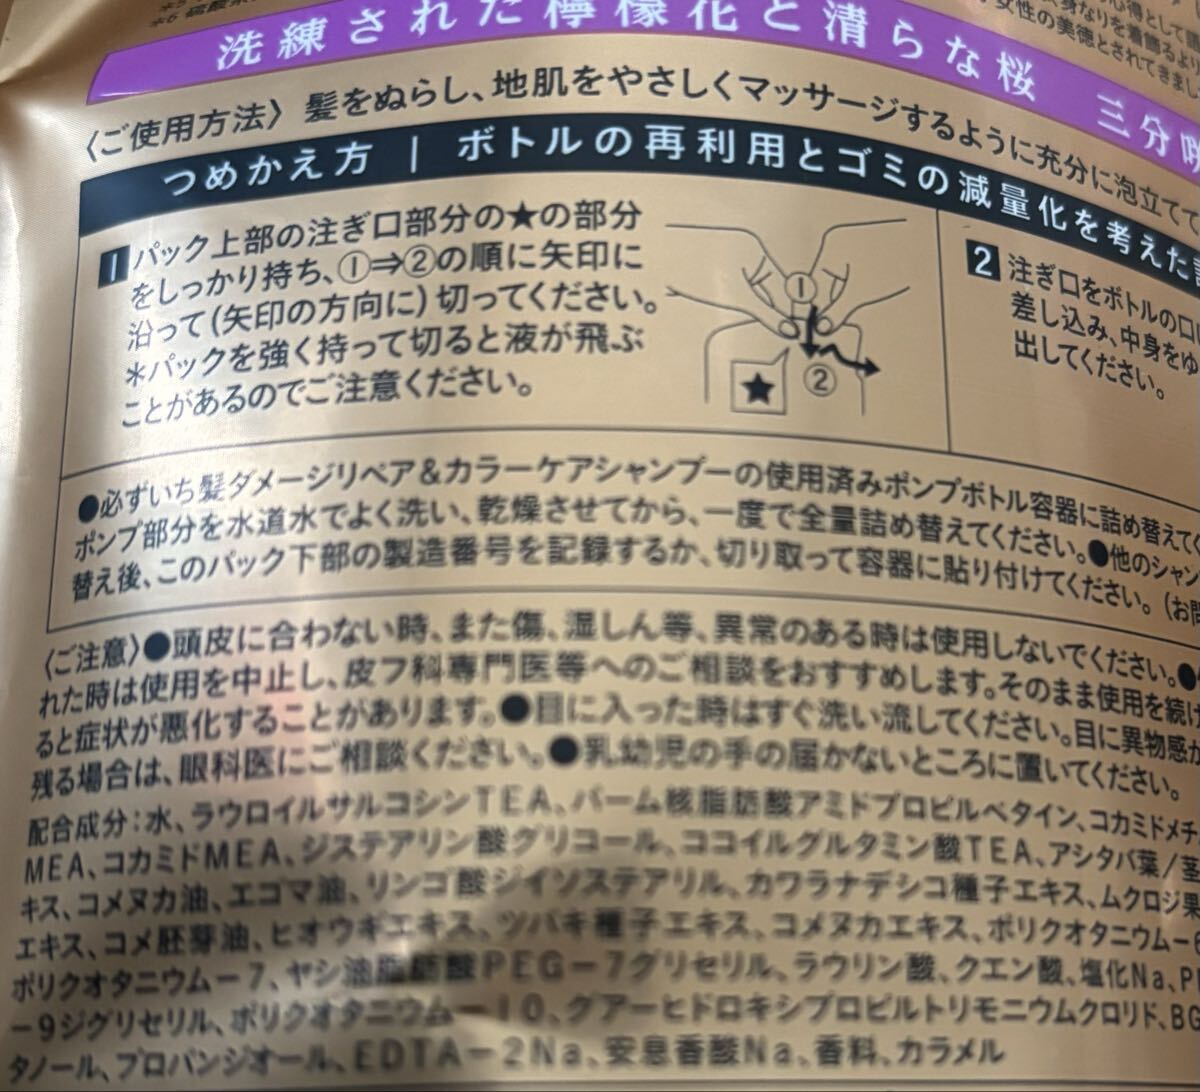 *6 硫酸系
心得として
身なりを着飾るより
女性の美徳とされてきまし
洗練された檸檬花と清らな桜 三分咲
〈ご使用方法〉髪をぬらし、地肌をやさしくマッサージするように充分に泡立てて
つめかえ方 | ボトルの再利用とゴミの減量化を考えた
1 パック上部の注ぎ口部分の★の部分
をしっかり持ち、①⇒②の順に矢印に
沿って(矢印の方向に)切ってください。
＊パックを強く持って切ると液が飛ぶ
ことがあるのでご注意ください。
①
②
★
2 注ぎ口をボトルの口に
差し込み、中身をゆ
出してください。
●必ずいち髪ダメージリペア&カラーケアシャンプーの使用済みポンプボトル容器に詰め替えてく
ポンプ部分を水道水でよく洗い、乾燥させてから、一度で全量詰め替えてください。●他のシャン
替え後、このパック下部の製造番号を記録するか、切り取って容器に貼り付けてください。(お問
〈ご注意〉●頭皮に合わない時、また傷、湿しん等、異常のある時は使用しないでください。●
れた時は使用を中止し、皮フ科専門医等へのご相談をおすすめします。そのまま使用を続け
ると症状が悪化することがあります。●目に入った時はすぐ洗い流してください。目に異物感が
残る場合は、眼科医にご相談ください。●乳幼児の手の届かないところに置いてください。
配合成分：水、ラウロイルサルコシンTEA、パーム核脂肪酸アミドプロピルベタイン、コカミドメチ
MEA、コカミドMEA、ジステアリン酸グリコール、ココイルグルタミン酸TEA、アシタバ葉/茎
キス、コメヌカ油、エゴマ油、リンゴ酸ジイソステアリル、カワラナデシコ種子エキス、ムクロジ果
エキス、コメ胚芽油、ヒオウギエキス、ツバキ種子エキス、コメヌカエキス、ポリクオタニウム−6
ポリクオタニウム−7、ヤシ油脂肪酸PEG−7グリセリル、ラウリン酸、クエン酸、塩化Na、P
−9ジグリセリル、ポリクオタニウム−10、グアーヒドロキシプロピルトリモニウムクロリド、BG
タノール、プロパンジオール、EDTA−2Na、安息香酸Na、香料、カラメル